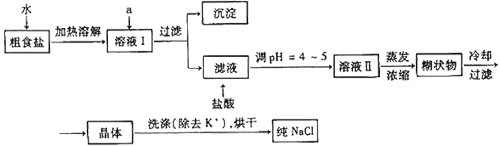 水 a 沉淀
粗食盐 加热溶解 溶液Ⅰ 过滤
滤液 调pH=4~5 溶液Ⅱ 蒸发浓缩 糊状物 冷却过滤
盐酸
晶体 洗涤(除去K⁺),烘干 纯NaCl